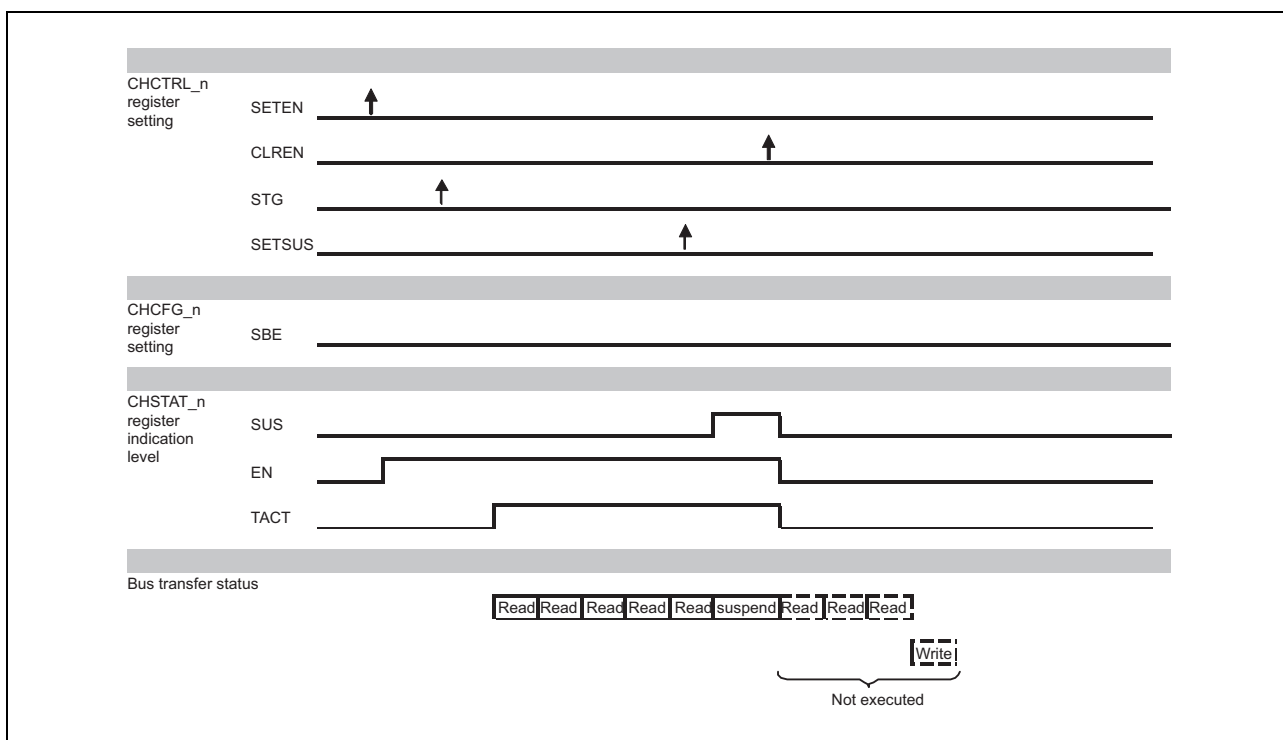 CHCTRL_n
register
setting
SETEN
CLREN
STG
SETSUS
CHCFG_n
register
setting
SBE
CHSTAT_n
register
indication
level
SUS
EN
TACT
Bus transfer status
Read Read Read Read Read suspend Read Read Read
Write
Not executed